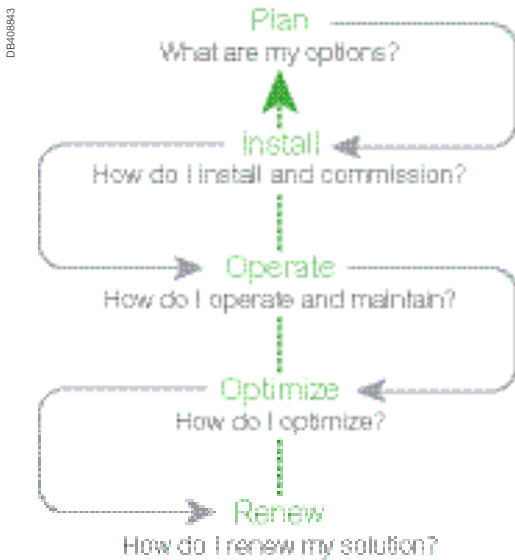 DB408843
Plan
What are my options?
Install
How do I install and commission?
Operate
How do I operate and maintain?
Optimize
How do I optimize?
Renew
How do I renew my solution?